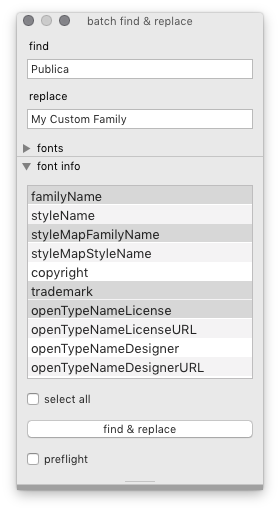 batch find & replace
find
Publica
replace
My Custom Family
fonts
font info
familyName
styleName
styleMapFamilyName
styleMapStyleName
copyright
trademark
openTypeNameLicense
openTypeNameLicenseURL
openTypeNameDesigner
openTypeNameDesignerURL
select all
find & replace
preflight